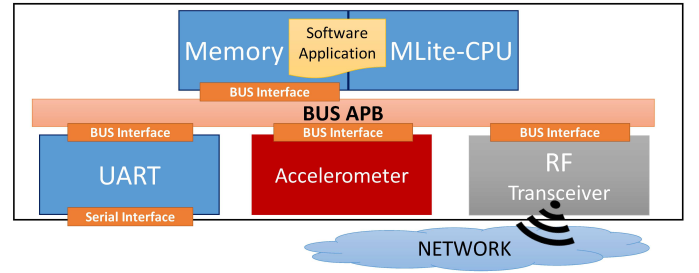 Software
Application
Memory
MLite-CPU
BUS Interface
BUS APB
BUS Interface
BUS Interface
BUS Interface
UART
Accelerometer
RF
Transceiver
Serial Interface
NETWORK